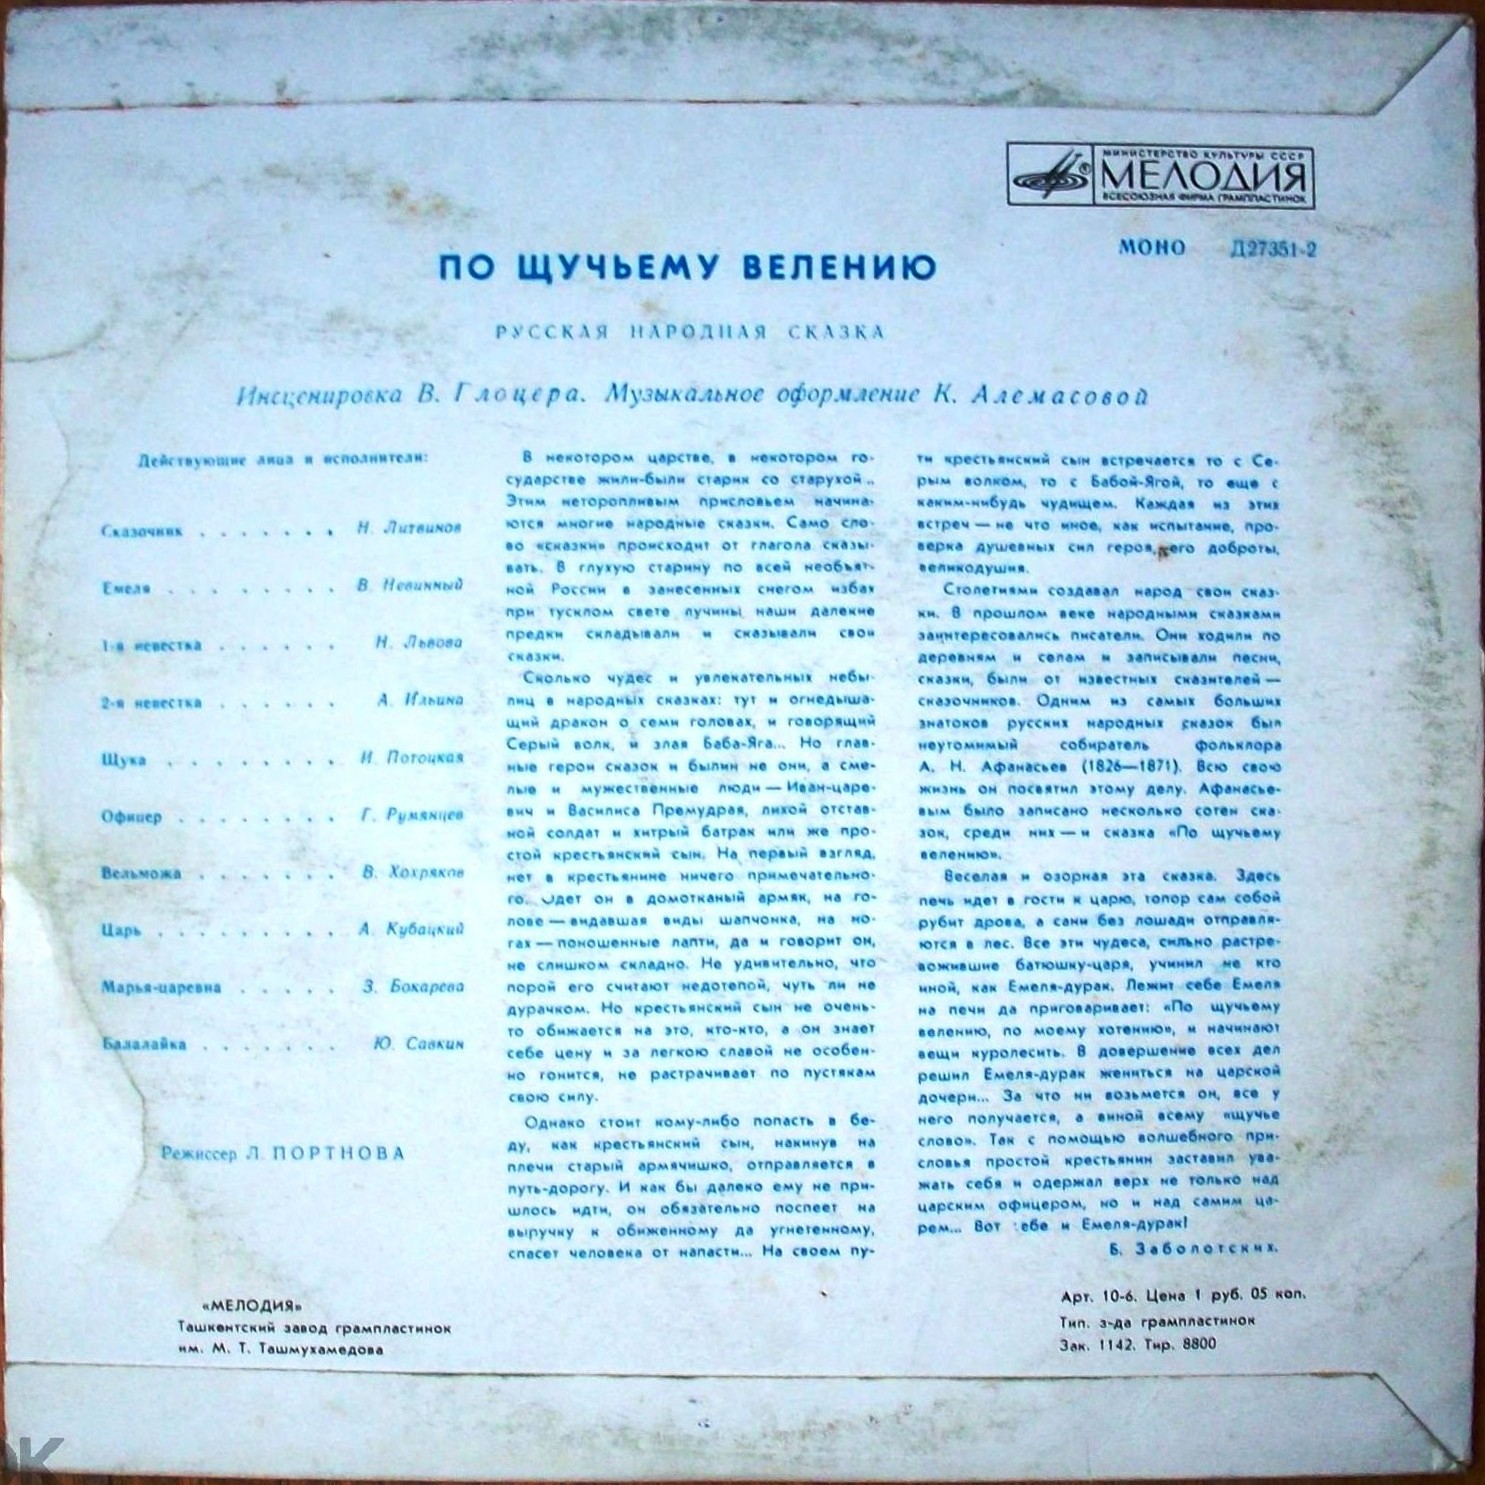 МИНИСТЕРСТВО КУЛЬТУРЫ СССР
МЕЛОДИЯ
ВСЕСОЮЗНАЯ ФИРМА ГРАМПЛАСТИНОК
МОНО Д27351-2
ПО ЩУЧЬЕМУ ВЕЛЕНИЮ
РУССКАЯ НАРОДНАЯ СКАЗКА
Инсценировка В. Глоцера. Музыкальное оформление К. Алемасовой
Действующие лица и исполнители:
Сказочник . . . . . . . Н. Литвинов
Емеля . . . . . . . . . В. Невинный
1-я невестка . . . . . . Н. Львова
2-я невестка . . . . . . А. Ильина
Щука . . . . . . . . . И. Потоцкая
Офицер . . . . . . . . Г. Румянцев
Вельможа . . . . . . . В. Хохряков
Царь . . . . . . . . . А. Кубацкий
Марья-царевна . . . . . З. Бокарева
Балалайка . . . . . . . Ю. Савкин
Режиссер Л. ПОРТНОВА
В некотором царстве, в некотором го-
сударстве жили-были старик со старухой..
Этим неторопливым присловьем начина-
ются многие народные сказки. Само сло-
во «сказки» происходит от глагола сказы-
вать. В глухую старину по всей необъят-
ной России в занесенных снегом избах
при тусклом свете лучины наши далекие
предки складывали и сказывали свои
сказки.
Сколько чудес и увлекательных небы-
лиц в народных сказках: тут и огнедыша-
щий дракон о семи головах, и говорящий
Серый волк, и злая Баба-Яга... Но глав-
ные герои сказок и былин не они, а сме-
лые и мужественные люди — Иван-царе-
вич и Василиса Премудрая, лихой отстав-
ной солдат и хитрый батрак или же про-
стой крестьянский сын. На первый взгляд,
нет в крестьянине ничего примечательно-
го. Одет он в домотканый армяк, на го-
лове — видавшая виды шапчонка, на но-
гах — поношенные лапти, да и говорит он,
не слишком складно. Не удивительно, что
порой его считают недотепой, чуть ли не
дурачком. Но крестьянский сын не очень-
то обижается на это, кто-кто, а он знает
себе цену и за легкою славой не особен-
но гонится, не растрачивает по пустякам
свою силу.
Однако стоит кому-либо попасть в бе-
ду, как крестьянский сын, накинув на
плечи старый армячишко, отправляется в
путь-дорогу. И как бы далеко ему не при-
шлось идти, он обязательно поспеет на
выручку к обиженному да угнетенному,
спасет человека от напасти... На своем пу-
ти крестьянский сын встречается то с Се-
рым волком, то с Бабой-Ягой, то еще с
каким-нибудь чудищем. Каждая из этих
встреч — не что иное, как испытание, про-
верка душевных сил героя, его доброты,
великодушия.
Столетиями создавал народ свои сказ-
ки. В прошлом веке народными сказками
заинтересовались писатели. Они ходили по
деревням и селам и записывали песни,
сказки, были от известных сказителей —
сказочников. Одним из самых больших
знатоков русских народных сказок был
неутомимый собиратель фольклора
А. Н. Афанасьев (1826—1871). Всю свою
жизнь он посвятил этому делу. Афанасье-
вым было записано несколько сотен ска-
зок, среди них — и сказка «По щучьему
велению».
Веселая и озорная эта сказка. Здесь
печь идет в гости к царю, топор сам собой
рубит дрова, а сани без лошади отправля-
ются в лес. Все эти чудеса, сильно растре-
вожившие батюшку-царя, учинил не кто
иной, как Емеля-дурак. Лежит себе Емеля
на печи да приговаривает: «По щучьему
велению, по моему хотению», и начинают
вещи куролесить. В довершение всех дел
решил Емеля-дурак жениться на царской
дочери... За что ни возьмется он, все у
него получается, а виной всему «щучье
слово». Так с помощью волшебного при-
словья простой крестьянин заставил ува-
жать себя и одержал верх не только над
царским офицером, но и над самим ца-
рем... Вот тебе и Емеля-дурак!
Б. Заболотских.
«МЕЛОДИЯ»
Ташкентский завод грампластинок
им. М. Т. Ташмухамедова
Арт. 10-6. Цена 1 руб. 05 коп.
Тип. з-да грампластинок
Зак. 1142. Тир. 8800